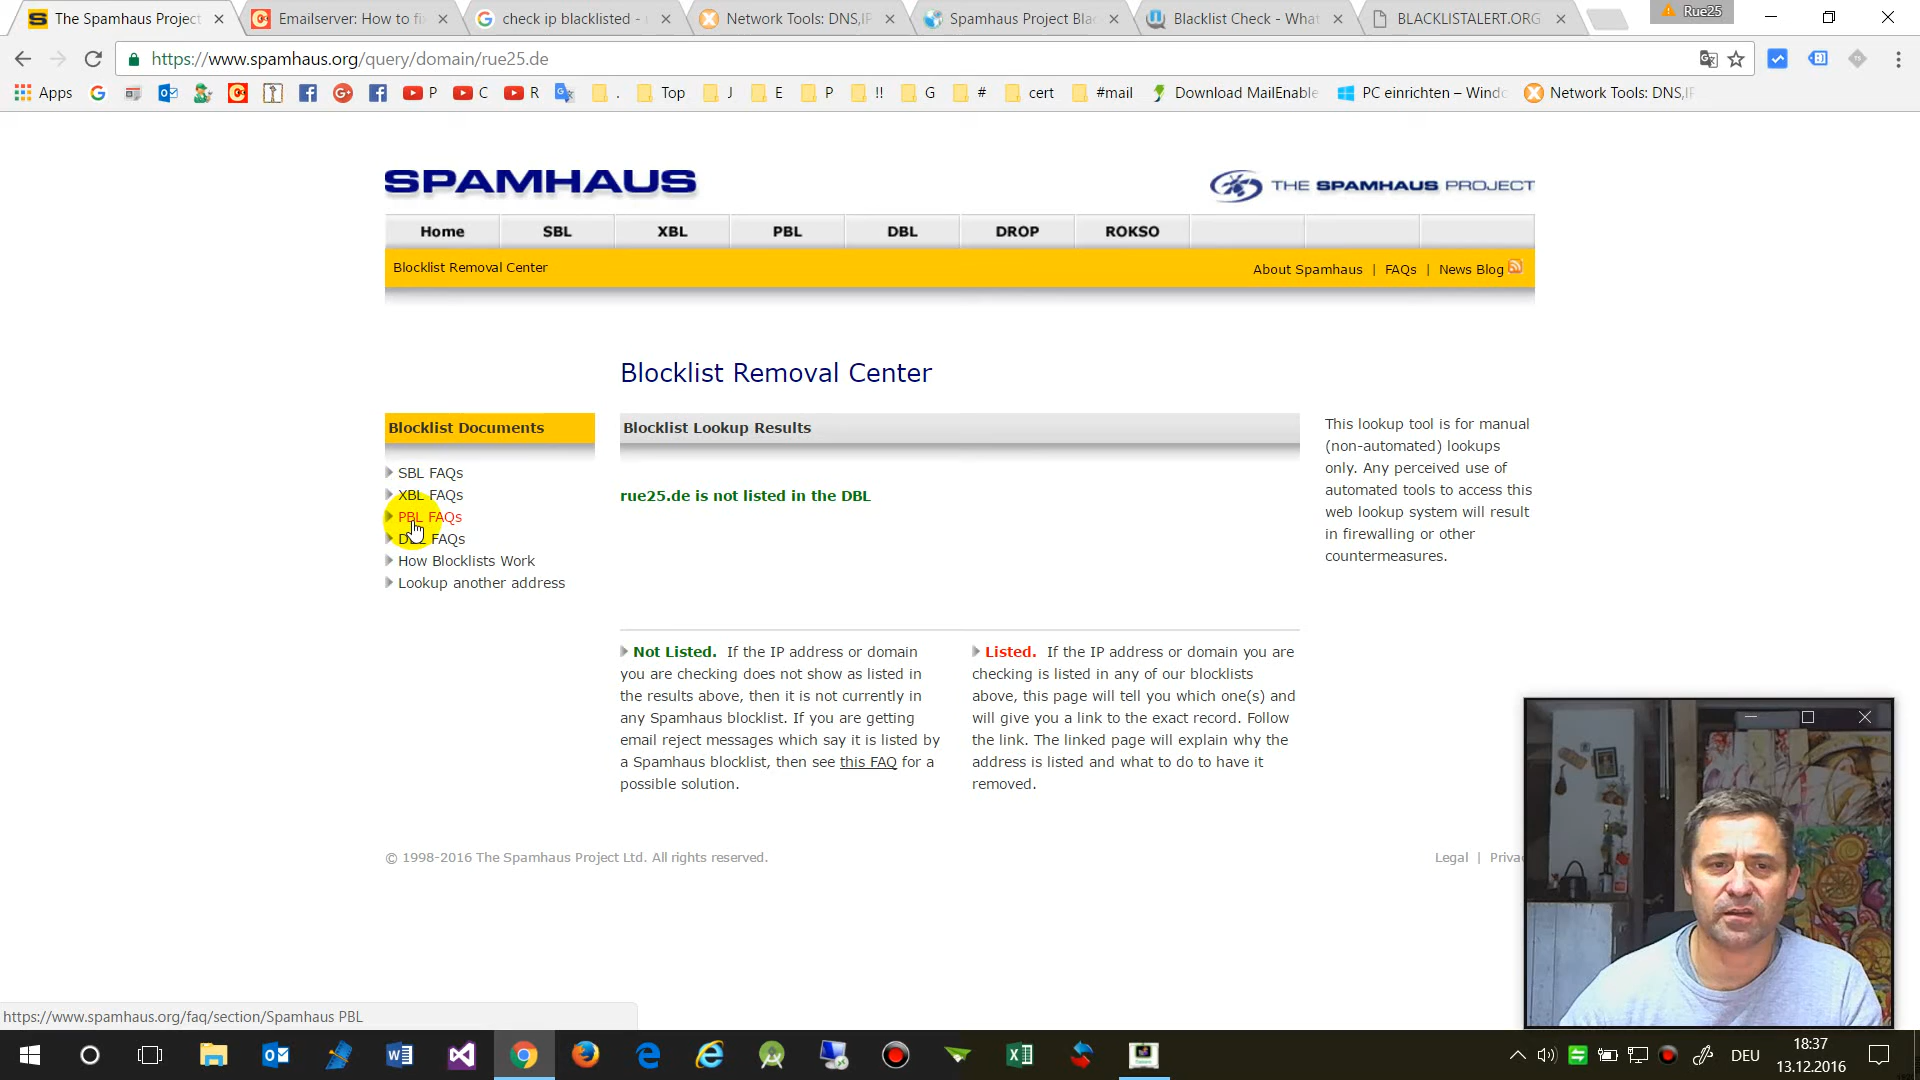 The Spamhaus Project
Emailserver: How to fi
check ip blacklisted -
Network Tools: DNS,IP
Spamhaus Project Bla
Blacklist Check - What
BLACKLISTALERT.ORG
Rue25
https://www.spamhaus.org/query/domain/rue25.de
Apps
P
C
R
.
Top
J
E
P
!!
G
#
cert
#mail
Download MailEnable
PC einrichten – Windo
Network Tools: DNS,IP
SPAMHAUS
THE SPAMHAUS PROJECT
Home
SBL
XBL
PBL
DBL
DROP
ROKSO
Blocklist Removal Center
About Spamhaus | FAQs | News Blog
Blocklist Removal Center
Blocklist Documents
SBL FAQs
XBL FAQs
PBL FAQs
DBL FAQs
How Blocklists Work
Lookup another address
Blocklist Lookup Results
rue25.de is not listed in the DBL
This lookup tool is for manual
(non-automated) lookups
only. Any perceived use of
automated tools to access this
web lookup system will result
in firewalling or other
countermeasures.
Not Listed. If the IP address or domain
you are checking does not show as listed in
the results above, then it is not currently in
any Spamhaus blocklist. If you are getting
email reject messages which say it is listed by
a Spamhaus blocklist, then see this FAQ for a
possible solution.
Listed. If the IP address or domain you are
checking is listed in any of our blocklists
above, this page will tell you which one(s) and
will give you a link to the exact record. Follow
the link. The linked page will explain why the
address is listed and what to do to have it
removed.
© 1998-2016 The Spamhaus Project Ltd. All rights reserved.
Legal | Priva
https://www.spamhaus.org/faq/section/Spamhaus PBL
DEU
18:37
13.12.2016